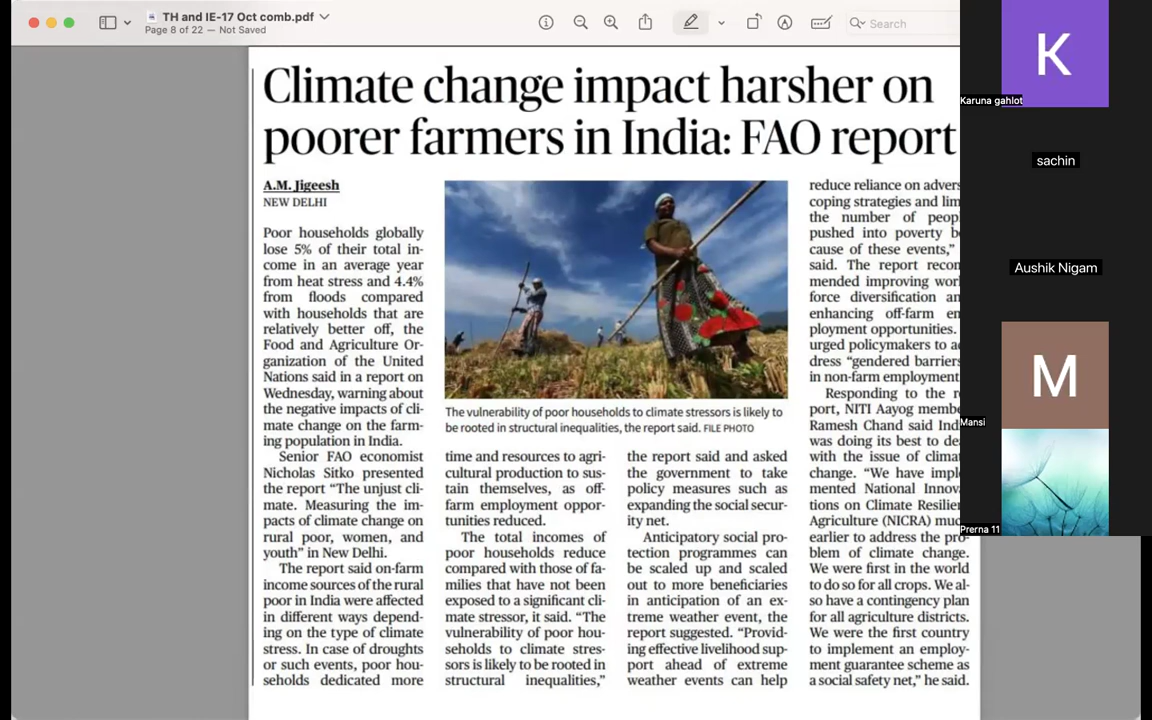 TH and IE-17 Oct comb.pdf
Page 8 of 22 — Not Saved
Search
Climate change impact harsher on
poorer farmers in India: FAO report
A.M. Jigeesh
NEW DELHI
Poor households globally
lose 5% of their total in-
come in an average year
from heat stress and 4.4%
from floods compared
with households that are
relatively better off, the
Food and Agriculture Or-
ganization of the United
Nations said in a report on
Wednesday, warning about
the negative impacts of cli-
mate change on the farm-
ing population in India.
Senior FAO economist
Nicholas Sitko presented
the report “The unjust cli-
mate. Measuring the im-
pacts of climate change on
rural poor, women, and
youth” in New Delhi.
The report said on-farm
income sources of the rural
poor in India were affected
in different ways depend-
ing on the type of climate
stress. In case of droughts
or such events, poor hou-
seholds dedicated more
The vulnerability of poor households to climate stressors is likely to
be rooted in structural inequalities, the report said. FILE PHOTO
time and resources to agri-
cultural production to sus-
tain themselves, as off-
farm employment oppor-
tunities reduced.
The total incomes of
poor households reduce
compared with those of fa-
milies that have not been
exposed to a significant cli-
mate stressor, it said. “The
vulnerability of poor hou-
seholds to climate stres-
sors is likely to be rooted in
structural inequalities,”
the report said and asked
the government to take
policy measures such as
expanding the social secur-
ity net.
Anticipatory social pro-
tection programmes can
be scaled up and scaled
out to more beneficiaries
in anticipation of an ex-
treme weather event, the
report suggested. “Provid-
ing effective livelihood sup-
port ahead of extreme
weather events can help
reduce reliance on advers
coping strategies and lim
the number of peop
pushed into poverty b
cause of these events,”
said. The report recon
mended improving wor
force diversification an
enhancing off-farm en
ployment opportunities.
urged policymakers to a
dress “gendered barriers
in non-farm employment
Responding to the r
port, NITI Aayog membe
Ramesh Chand said Ind
was doing its best to de
with the issue of clima
change. “We have impl
mented National Innov
tions on Climate Resilie
Agriculture (NICRA) muc
earlier to address the pro-
blem of climate change.
We were first in the world
to do so for all crops. We al-
so have a contingency plan
for all agriculture districts.
We were the first country
to implement an employ-
ment guarantee scheme as
a social safety net,” he said.
K
Karuna gahlot
sachin
Aushik Nigam
M
Mansi
Prerna 11